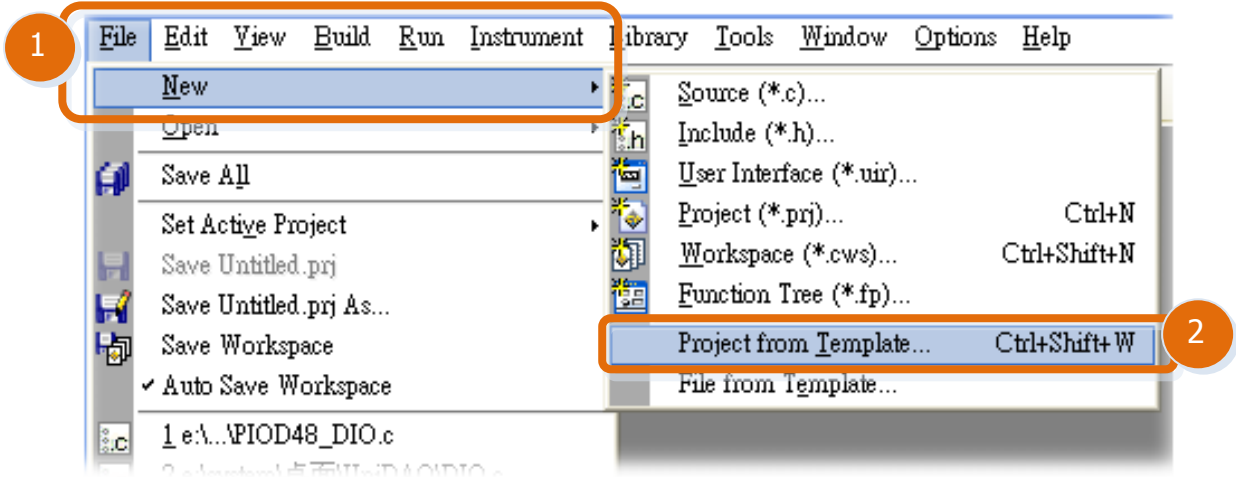 1
File Edit View Build Run Instrument Library Tools Window Options Help
New
Open
Save All
Set Active Project
Save Untitled.prj
Save Untitled.prj As...
Save Workspace
✓ Auto Save Workspace
1 e:\...\PIOD48_DIO.c
.c Source (*.c)...
.h Include (*.h)...
User Interface (*.uir)...
Project (*.prj)... Ctrl+N
Workspace (*.cws)... Ctrl+Shift+N
Function Tree (*.fp)...
Project from Template... Ctrl+Shift+W
2
File from Template...